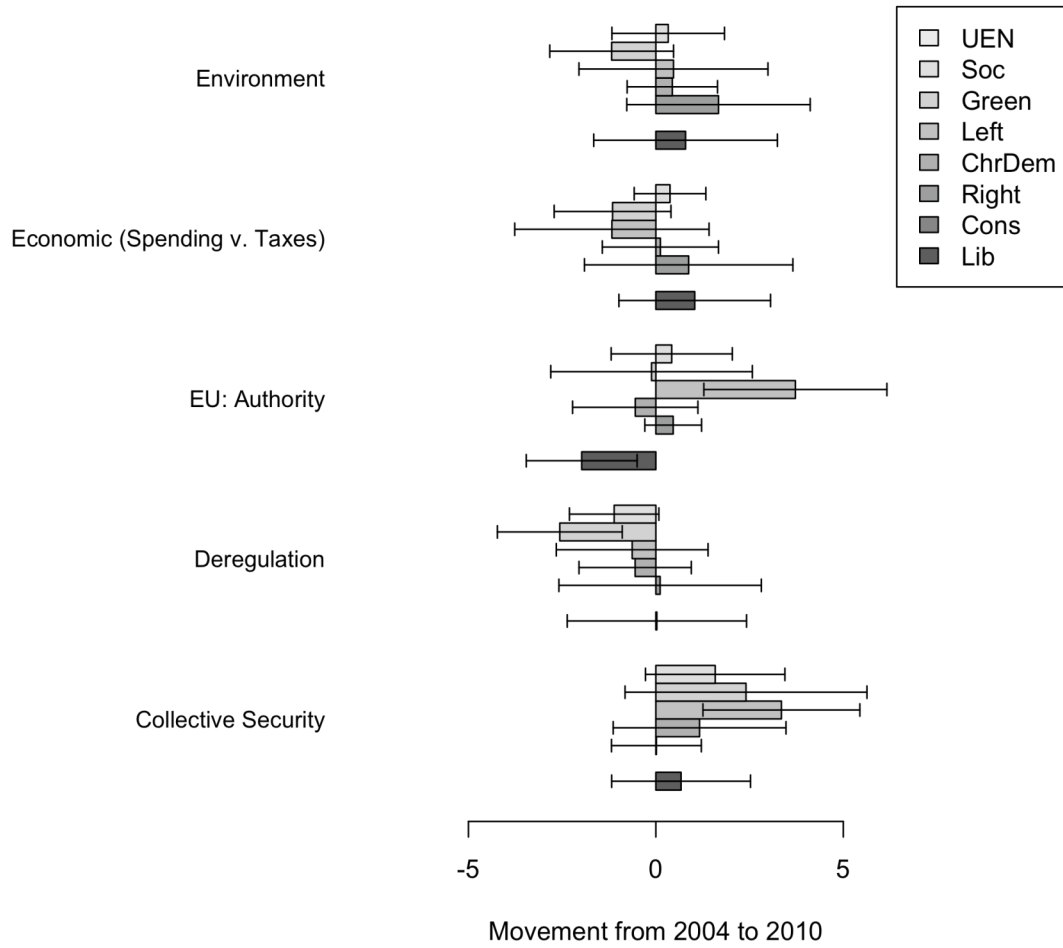 UEN
Soc
Green
Left
ChrDem
Right
Cons
Lib
Environment
Economic (Spending v. Taxes)
EU: Authority
Deregulation
Collective Security
-5 0 5
Movement from 2004 to 2010